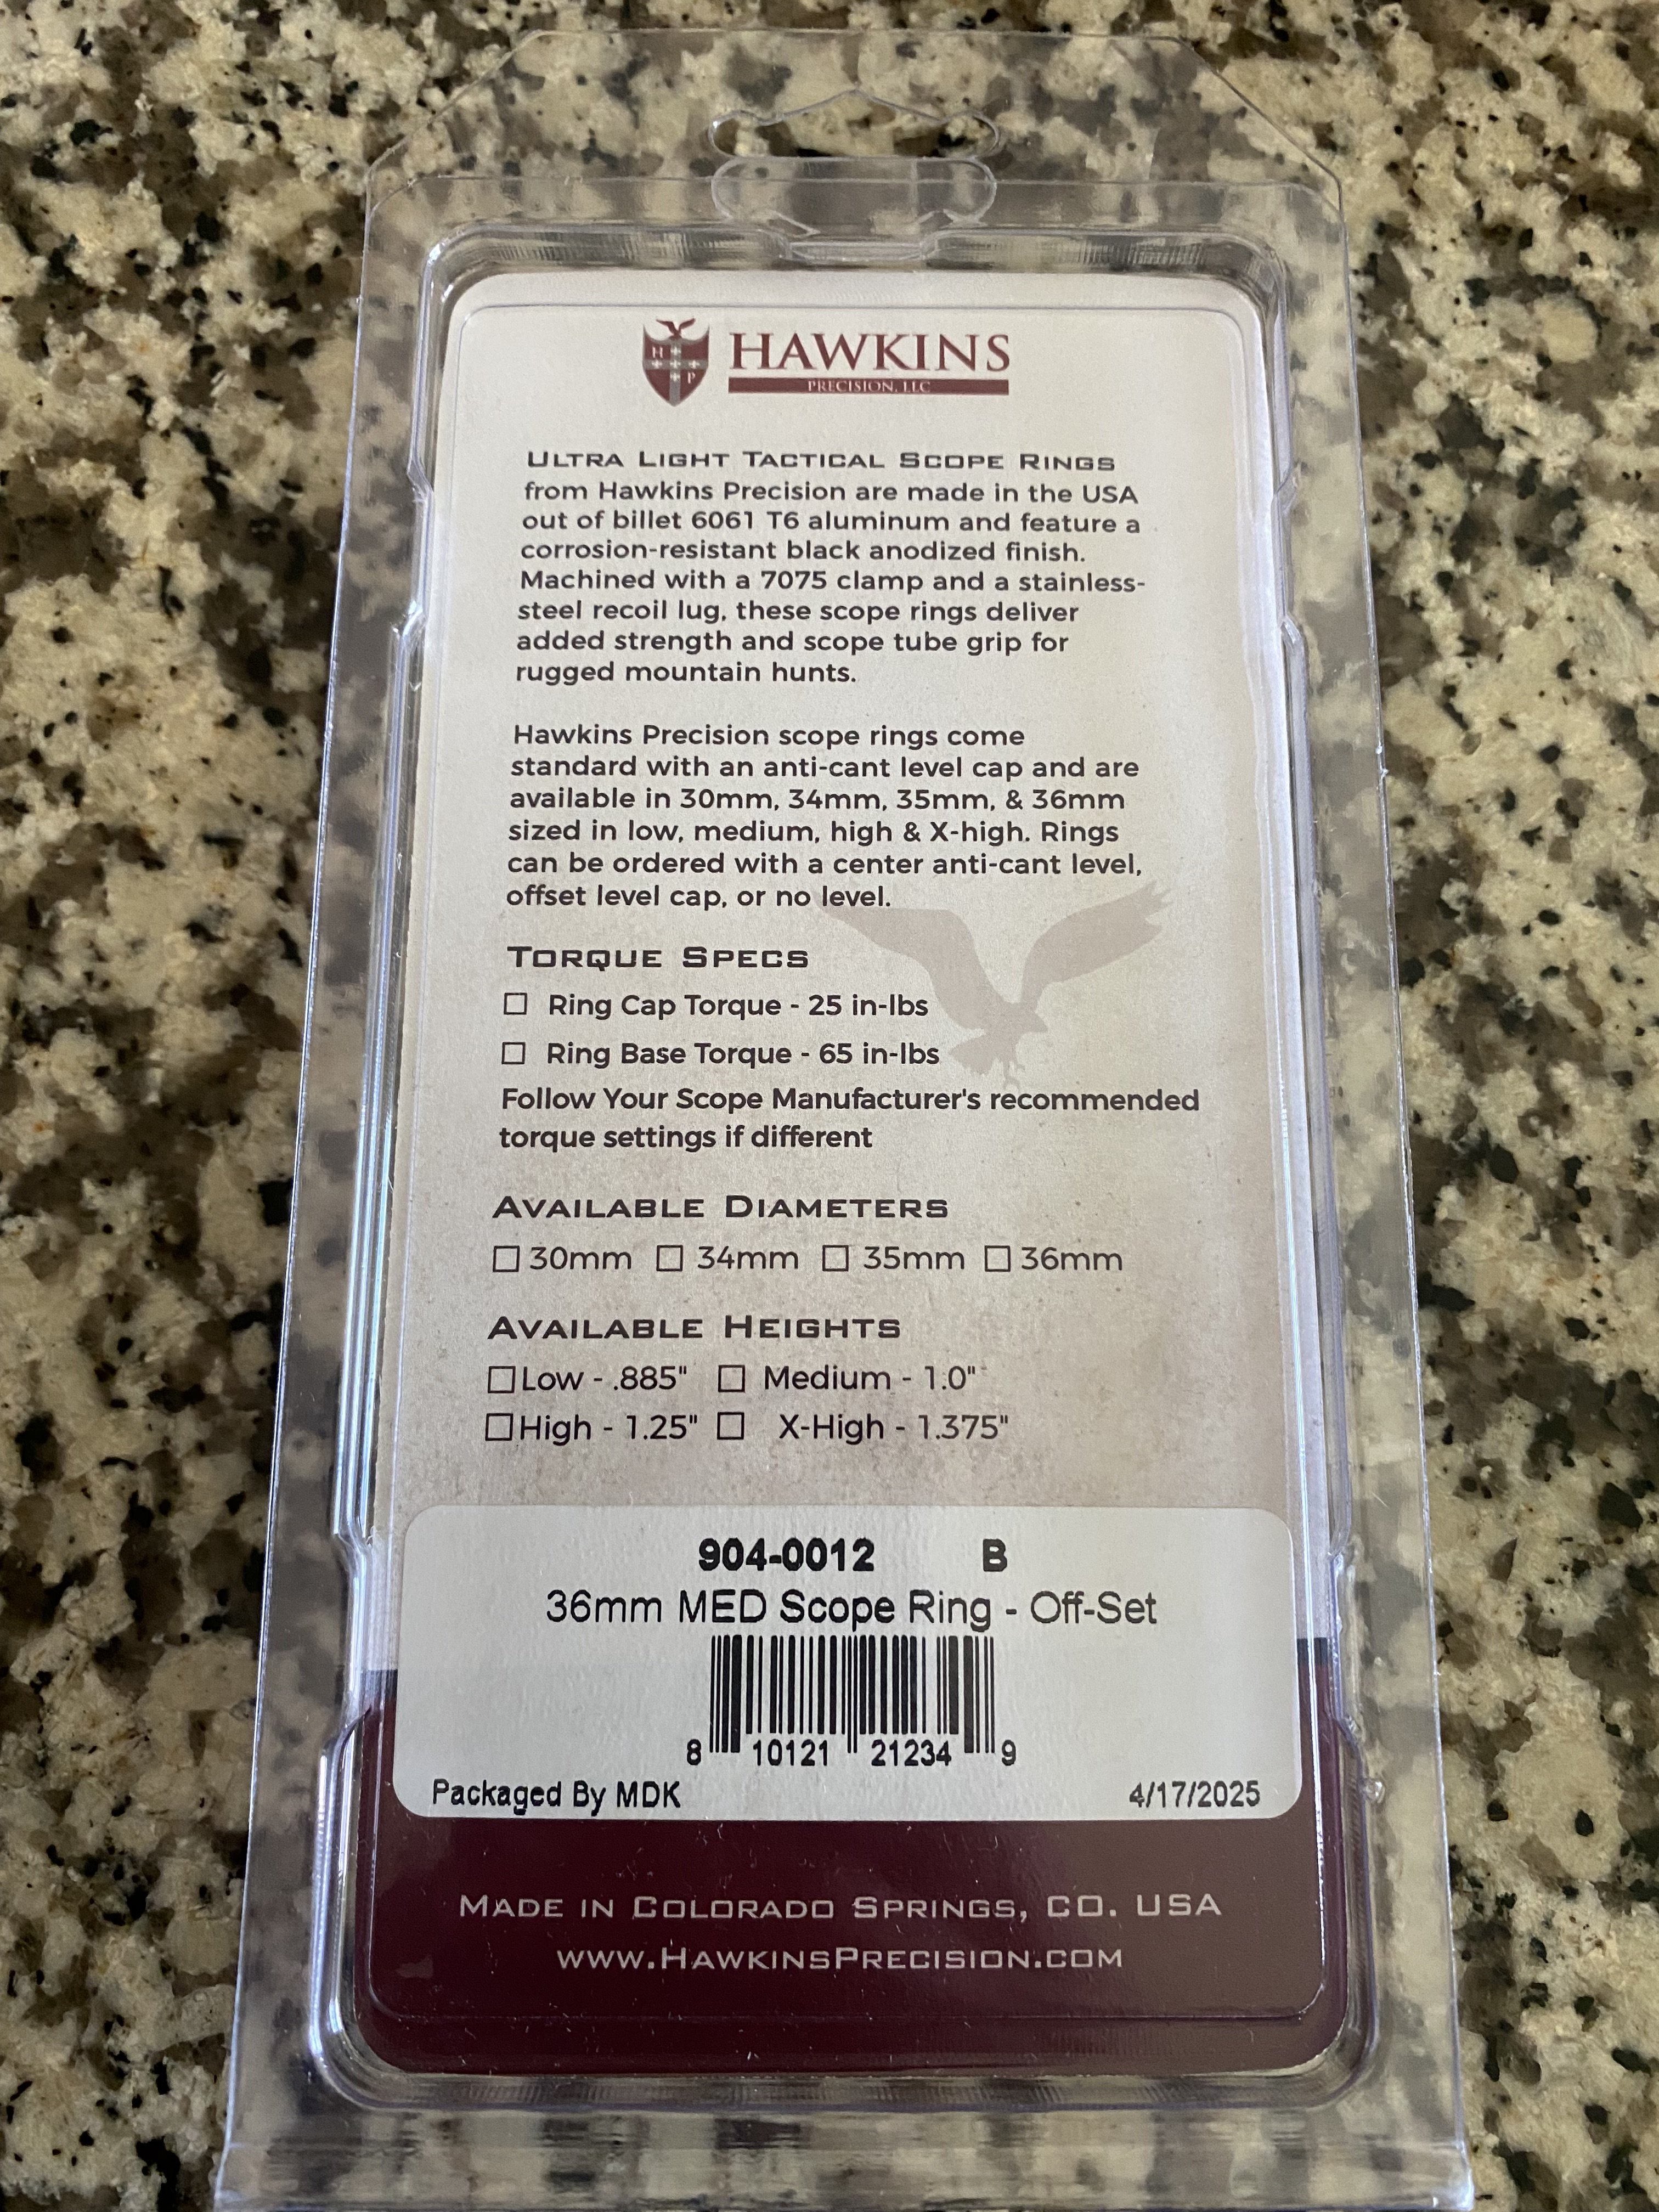 H
P
HAWKINS
PRECISION, LLC
ULTRA LIGHT TACTICAL SCOPE RINGS
from Hawkins Precision are made in the USA
out of billet 6061 T6 aluminum and feature a
corrosion-resistant black anodized finish.
Machined with a 7075 clamp and a stainless-
steel recoil lug, these scope rings deliver
added strength and scope tube grip for
rugged mountain hunts.
Hawkins Precision scope rings come
standard with an anti-cant level cap and are
available in 30mm, 34mm, 35mm, & 36mm
sized in low, medium, high & X-high. Rings
can be ordered with a center anti-cant level,
offset level cap, or no level.
TORQUE SPECS
☐ Ring Cap Torque - 25 in-lbs
☐ Ring Base Torque - 65 in-lbs
Follow Your Scope Manufacturer's recommended
torque settings if different
AVAILABLE DIAMETERS
☐ 30mm ☐ 34mm ☐ 35mm ☐ 36mm
AVAILABLE HEIGHTS
☐ Low - .885" ☐ Medium - 1.0"
☐ High - 1.25" ☐ X-High - 1.375"
904-0012 B
36mm MED Scope Ring - Off-Set
8 10121 21234 9
Packaged By MDK 4/17/2025
MADE IN COLORADO SPRINGS, CO. USA
WWW.HAWKINSPRECISION.COM